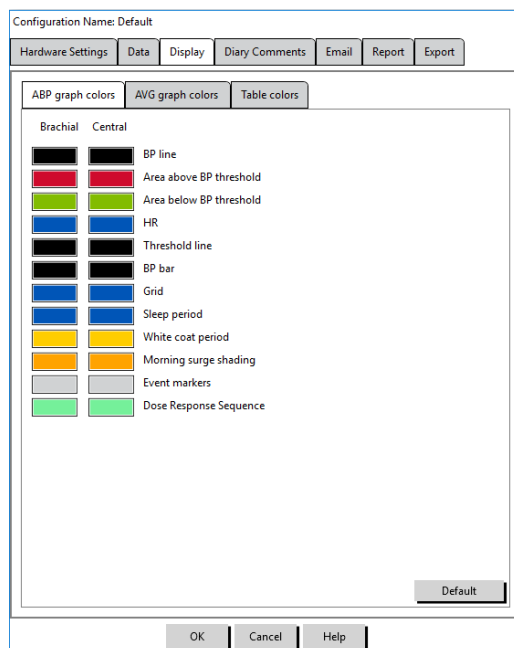 Configuration Name: Default
Hardware Settings Data Display Diary Comments Email Report Export
ABP graph colors AVG graph colors Table colors
Brachial Central
BP line
Area above BP threshold
Area below BP threshold
HR
Threshold line
BP bar
Grid
Sleep period
White coat period
Morning surge shading
Event markers
Dose Response Sequence
Default
OK Cancel Help